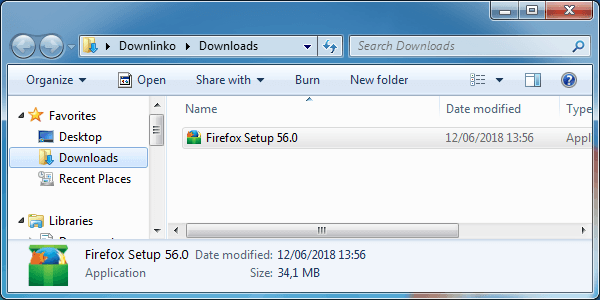 Downlinko Downloads Search Downloads
Organize Open Share with Burn New folder
Favorites
Desktop
Downloads
Recent Places
Libraries
Name Date modified Type
Firefox Setup 56.0 12/06/2018 13:56 Appl
Firefox Setup 56.0 Date modified: 12/06/2018 13:56
Application Size: 34,1 MB